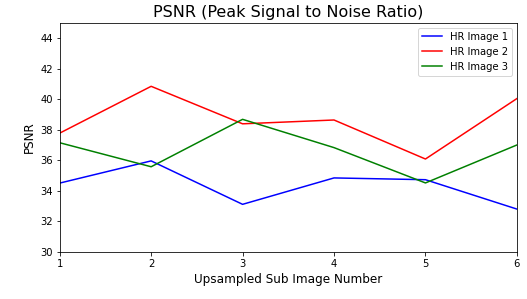 PSNR (Peak Signal to Noise Ratio)
HR Image 1
HR Image 2
HR Image 3
PSNR
44
42
40
38
36
34
32
30
1 2 3 4 5 6
Upsampled Sub Image Number